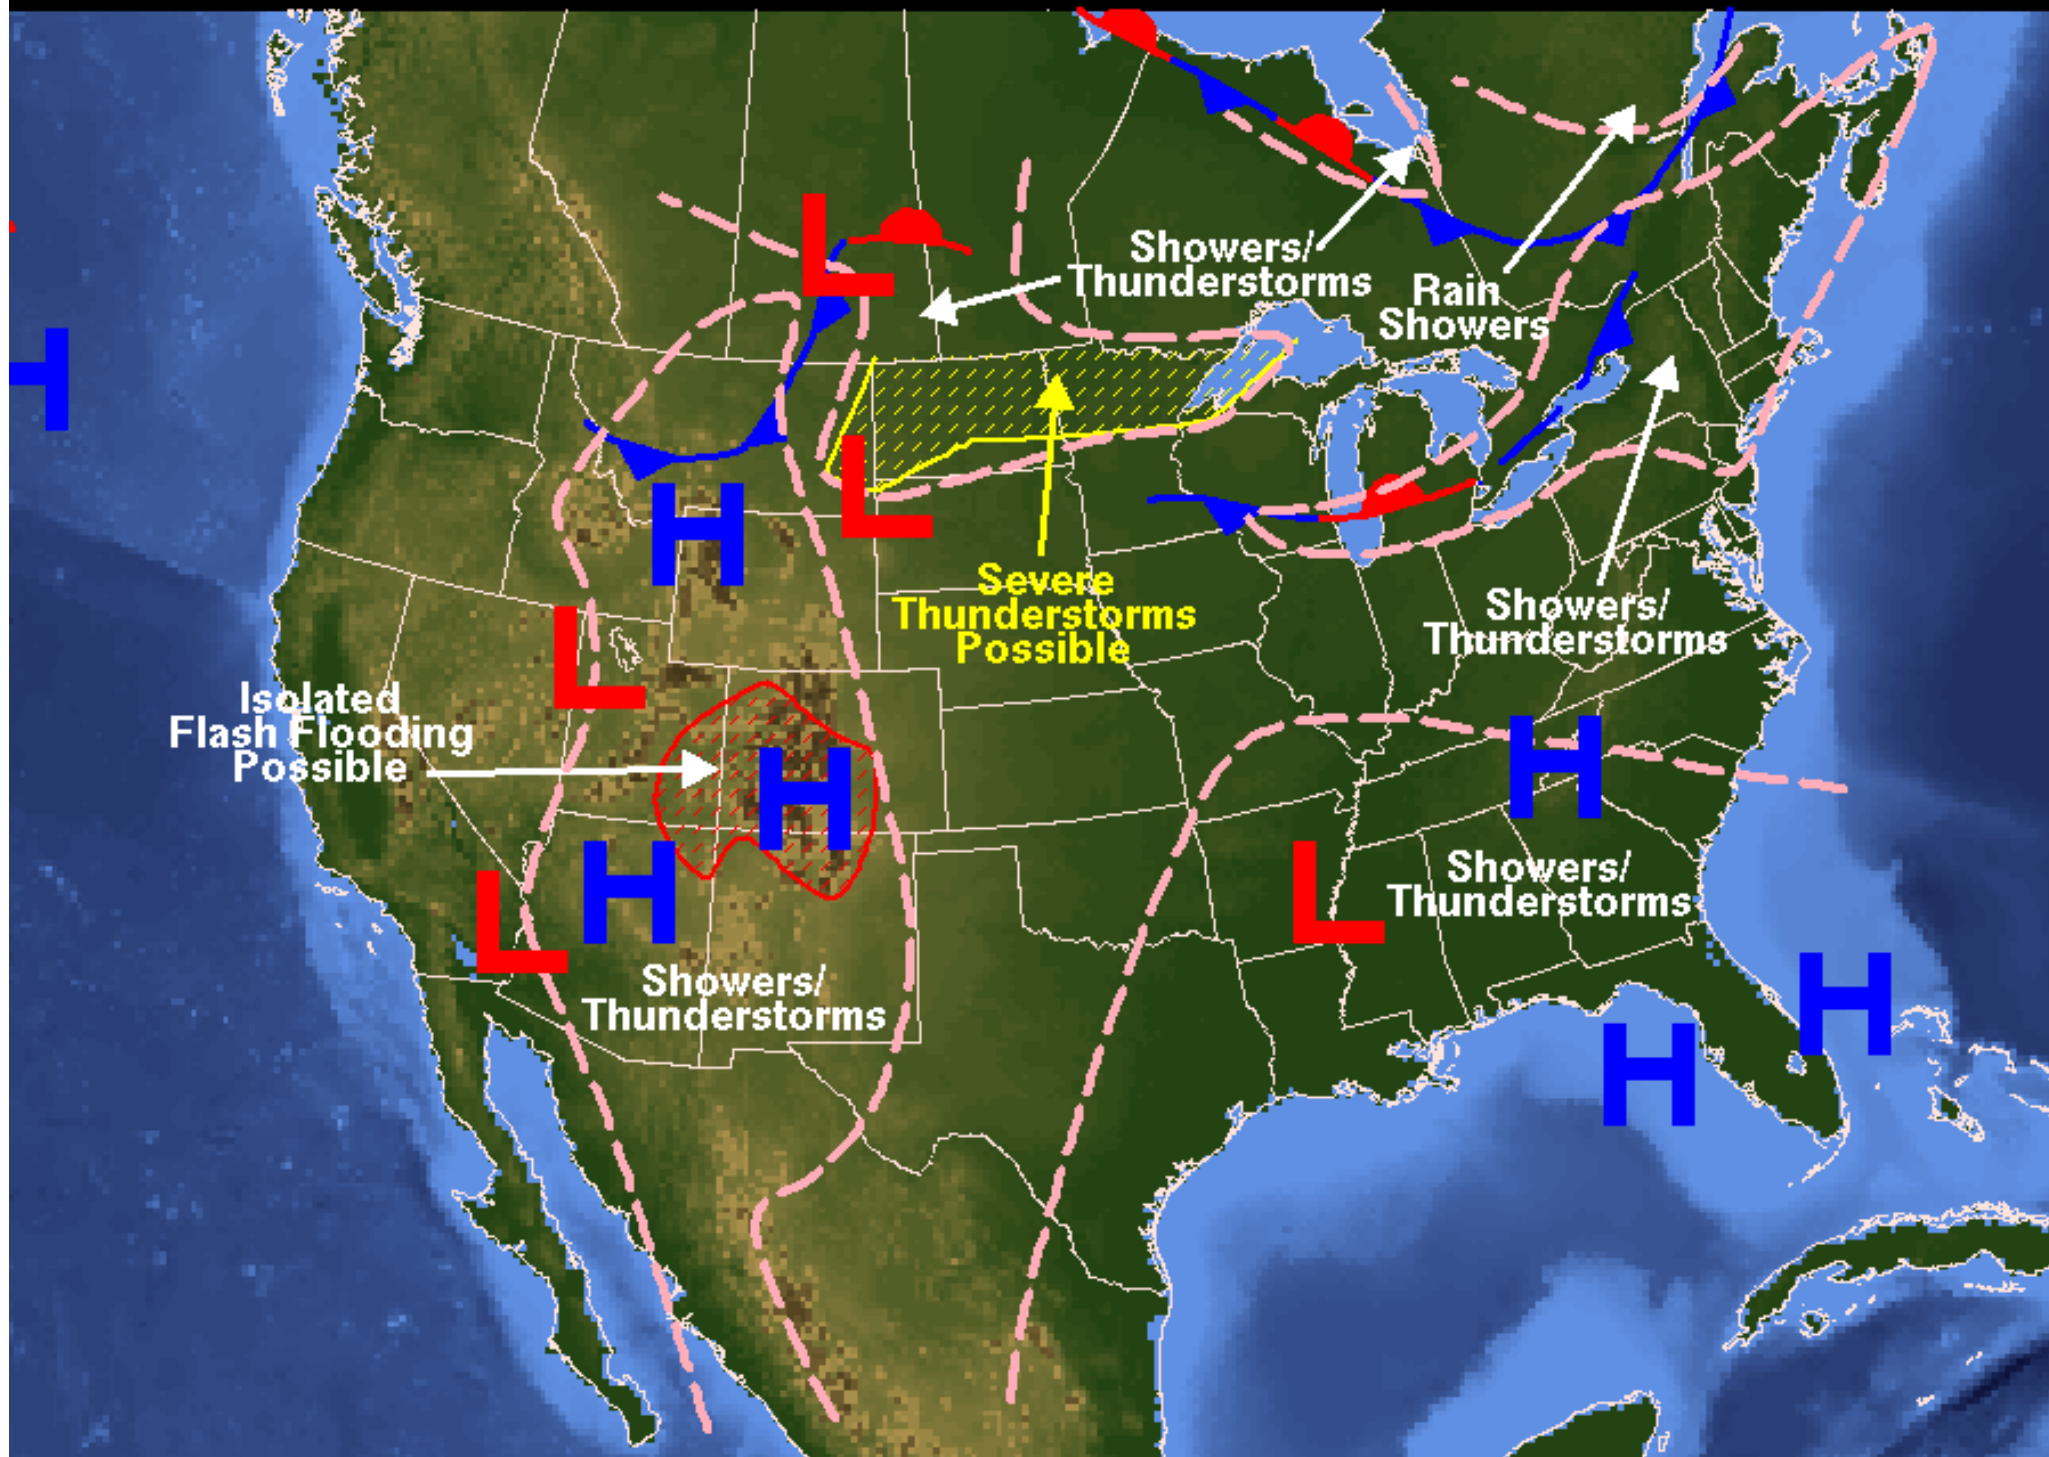 Showers/
Thunderstorms
Rain
Showers
L
H
L
H
Severe
Thunderstorms
Possible
Showers/
Thunderstorms
L
Isolated
Flash Flooding
Possible
H
H
H
L
L
Showers/
Thunderstorms
Showers/
Thunderstorms
H
H
H